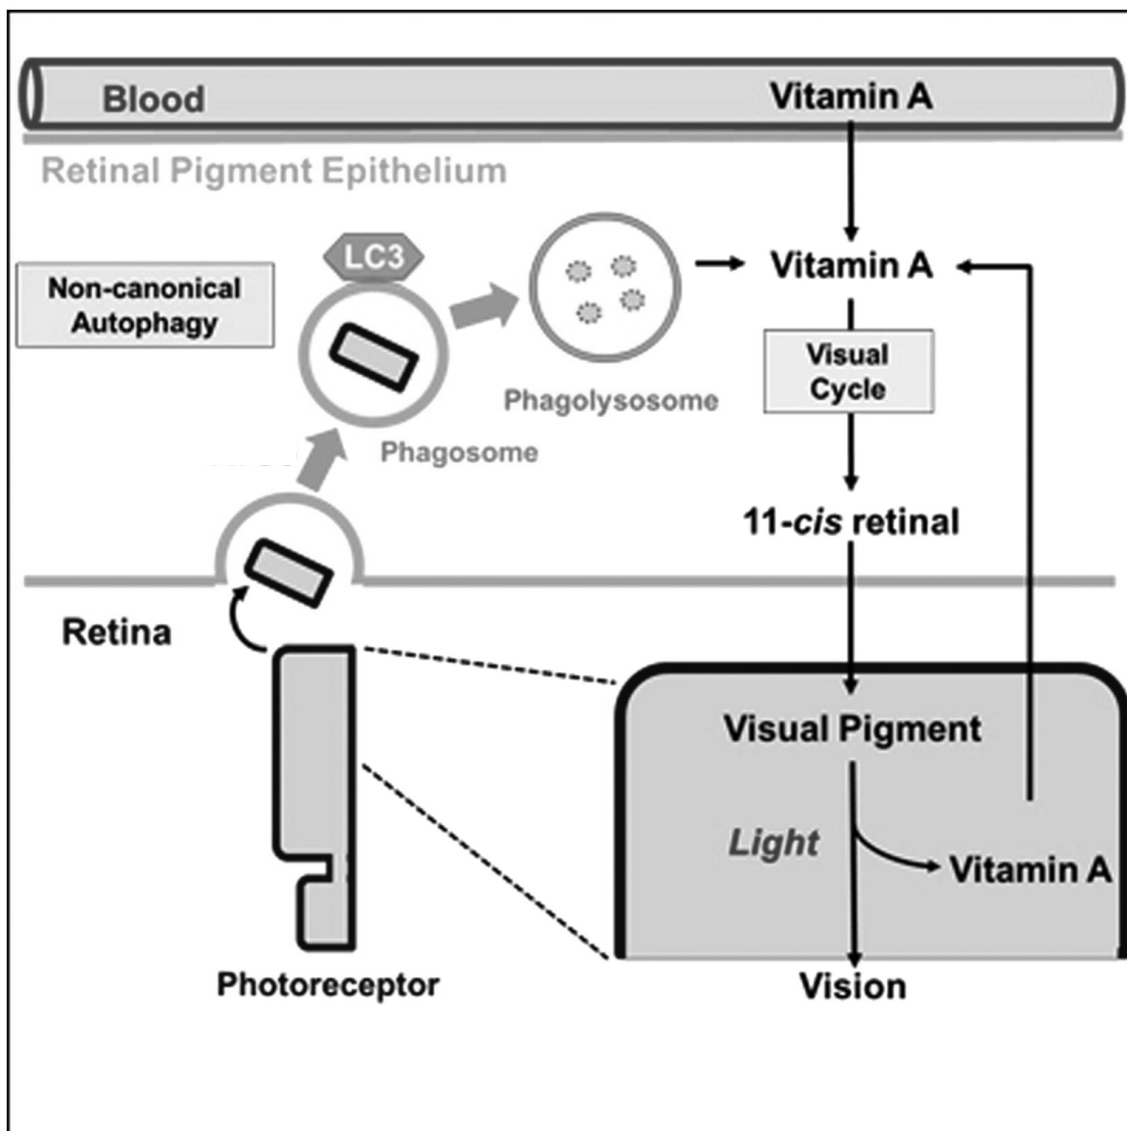 Blood
Vitamin A
Retinal Pigment Epithelium
LC3
Vitamin A
Non-canonical
Autophagy
Visual
Cycle
Phagolysosome
Phagosome
11-cis retinal
Retina
Visual Pigment
Light
Vitamin A
Photoreceptor
Vision